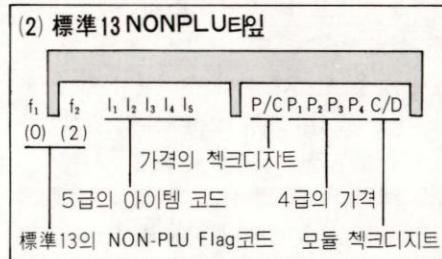 (2) 標準13 NONPLU타잎
f₁ f₂ I₁ I₂ I₃ I₄ I₅ P/C P₁ P₂ P₃ P₄ C/D
(0) (2)
가격의 첵크디자트
5급의 아이템 코드 4급의 가격
標準13의 NON-PLU Flag코드 모듈 첵크디지트